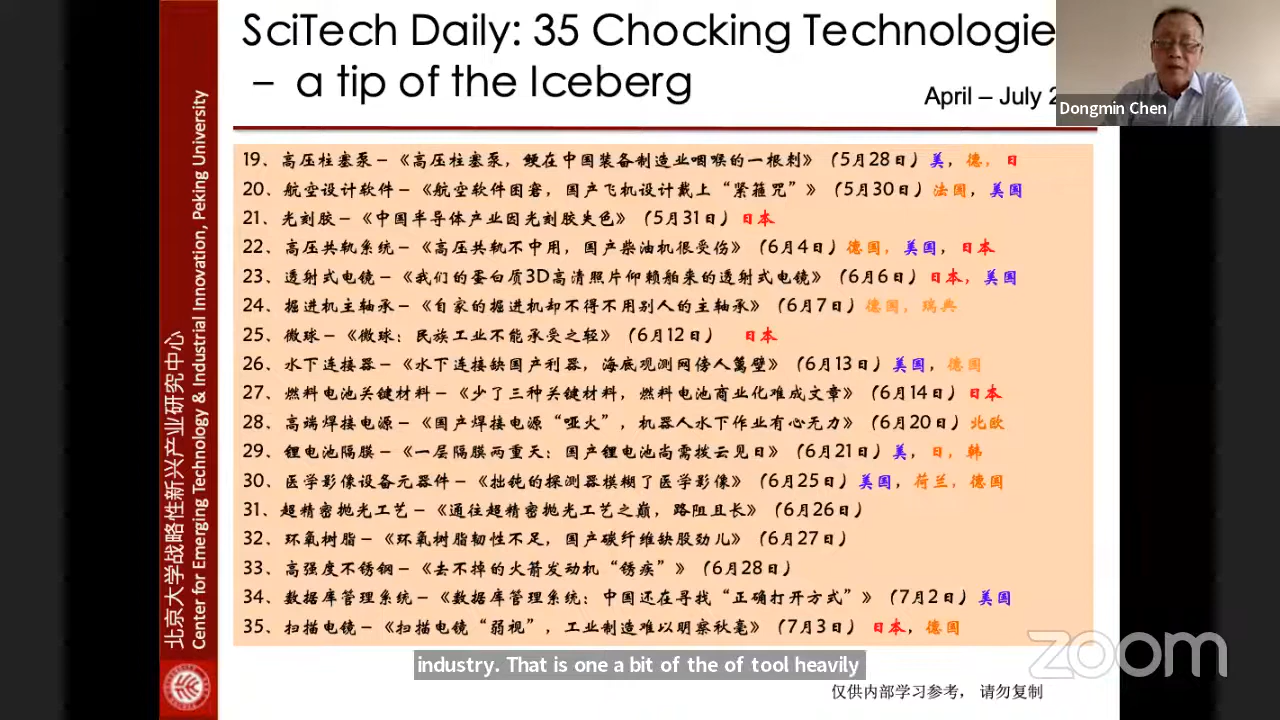 SciTech Daily: 35 Chocking Technologie
– a tip of the Iceberg
April – July 2
Dongmin Chen
19、高压柱塞泵–《高压柱塞泵，鲠在中国装备制造业咽喉的一根刺》（5月28日）美，德，日
20、航空设计软件–《航空软件困窘，国产飞机设计戴上“紧箍咒”》（5月30日）法国，美国
21、光刻胶–《中国半导体产业因光刻胶失色》（5月31日）日本
22、高压共轨系统–《高压共轨不中用，国产柴油机很受伤》（6月4日）德国，美国，日本
23、透射式电镜–《我们的蛋白质3D高清照片仰赖舶来的透射式电镜》（6月6日）日本，美国
24、掘进机主轴承–《自家的掘进机却不得不用别人的主轴承》（6月7日）德国，瑞典
25、微球–《微球：民族工业不能承受之轻》（6月12日） 日本
26、水下连接器–《水下连接缺国产利器，海底观测网傍人篱壁》（6月13日）美国，德国
27、燃料电池关键材料–《少了三种关键材料，燃料电池商业化难成文章》（6月14日）日本
28、高端焊接电源–《国产焊接电源“哑火”，机器人水下作业有心无力》（6月20日）北欧
29、锂电池隔膜–《一层隔膜两重天：国产锂电池尚需拨云见日》（6月21日）美，日，韩
30、医学影像设备元器件–《拙钝的探测器模糊了医学影像》（6月25日）美国，荷兰，德国
31、超精密抛光工艺–《通往超精密抛光工艺之巅，路阻且长》（6月26日）
32、环氧树脂–《环氧树脂韧性不足，国产碳纤维缺股劲儿》（6月27日）
33、高强度不锈钢–《去不掉的火箭发动机“锈疾”》（6月28日）
34、数据库管理系统–《数据库管理系统：中国还在寻找“正确打开方式”》（7月2日）美国
35、扫描电镜–《扫描电镜“弱视”，工业制造难以明察秋毫》（7月3日）日本，德国
北京大学战略性新兴产业研究中心
Center for Emerging Technology & Industrial Innovation, Peking University
industry. That is one a bit of the of tool heavily
zoom
仅供内部学习参考，请勿复制